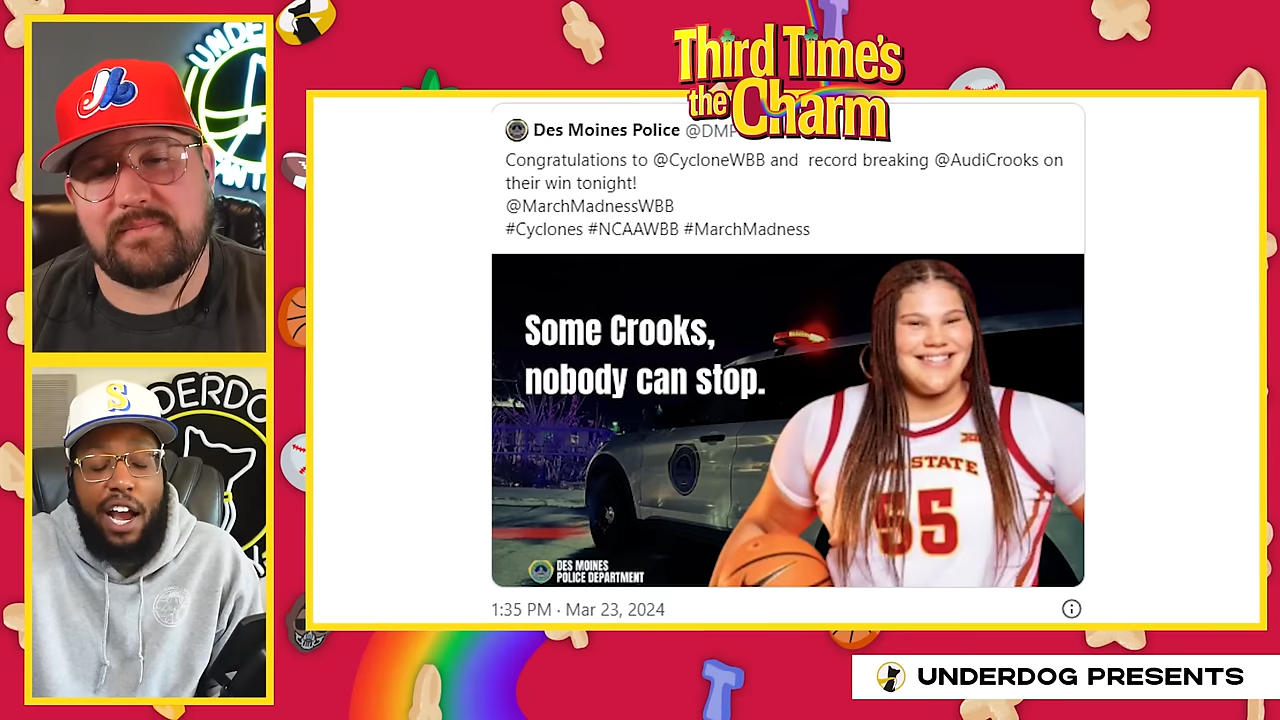 Third Time's
the Charm
Des Moines Police
Congratulations to @CycloneWBB and  record breaking @AudiCrooks on
their win tonight!
@MarchMadnessWBB
#Cyclones #NCAAWBB #MarchMadness
Some Crooks,
nobody can stop.
STATE
55
DES MOINES
POLICE DEPARTMENT
1:35 PM · Mar 23, 2024
UNDERDOG PRESENTS